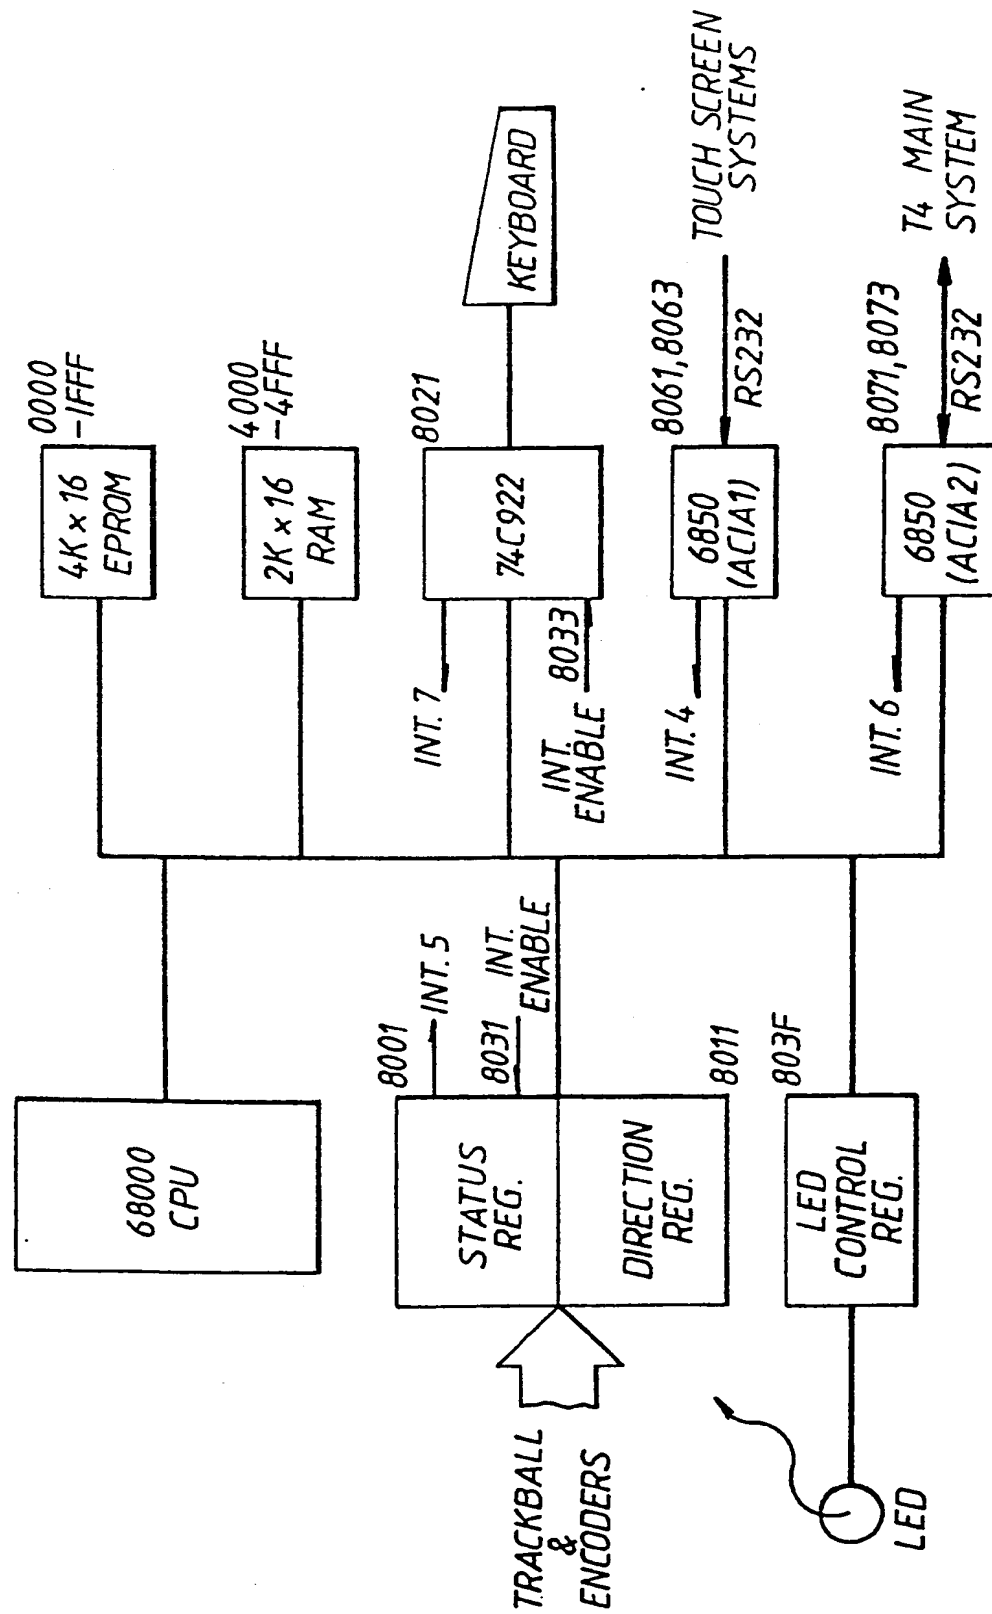 68000
CPU
4K x 16
EPROM
0000
-1FFF
2K x 16
RAM
4000
-4FFF
TRACKBALL
&
ENCODERS
STATUS
REG.
8001
INT. 5
8031
INT.
ENABLE
DIRECTION
REG.
8011
INT. 7
74C922
8021
KEYBOARD
INT.
ENABLE
8033
INT. 4
6850
(ACIA1)
8061,8063
RS232
TOUCH SCREEN
SYSTEMS
LED
LED
CONTROL
REG.
803F
INT. 6
6850
(ACIA2)
8071,8073
RS232
T4 MAIN
SYSTEM